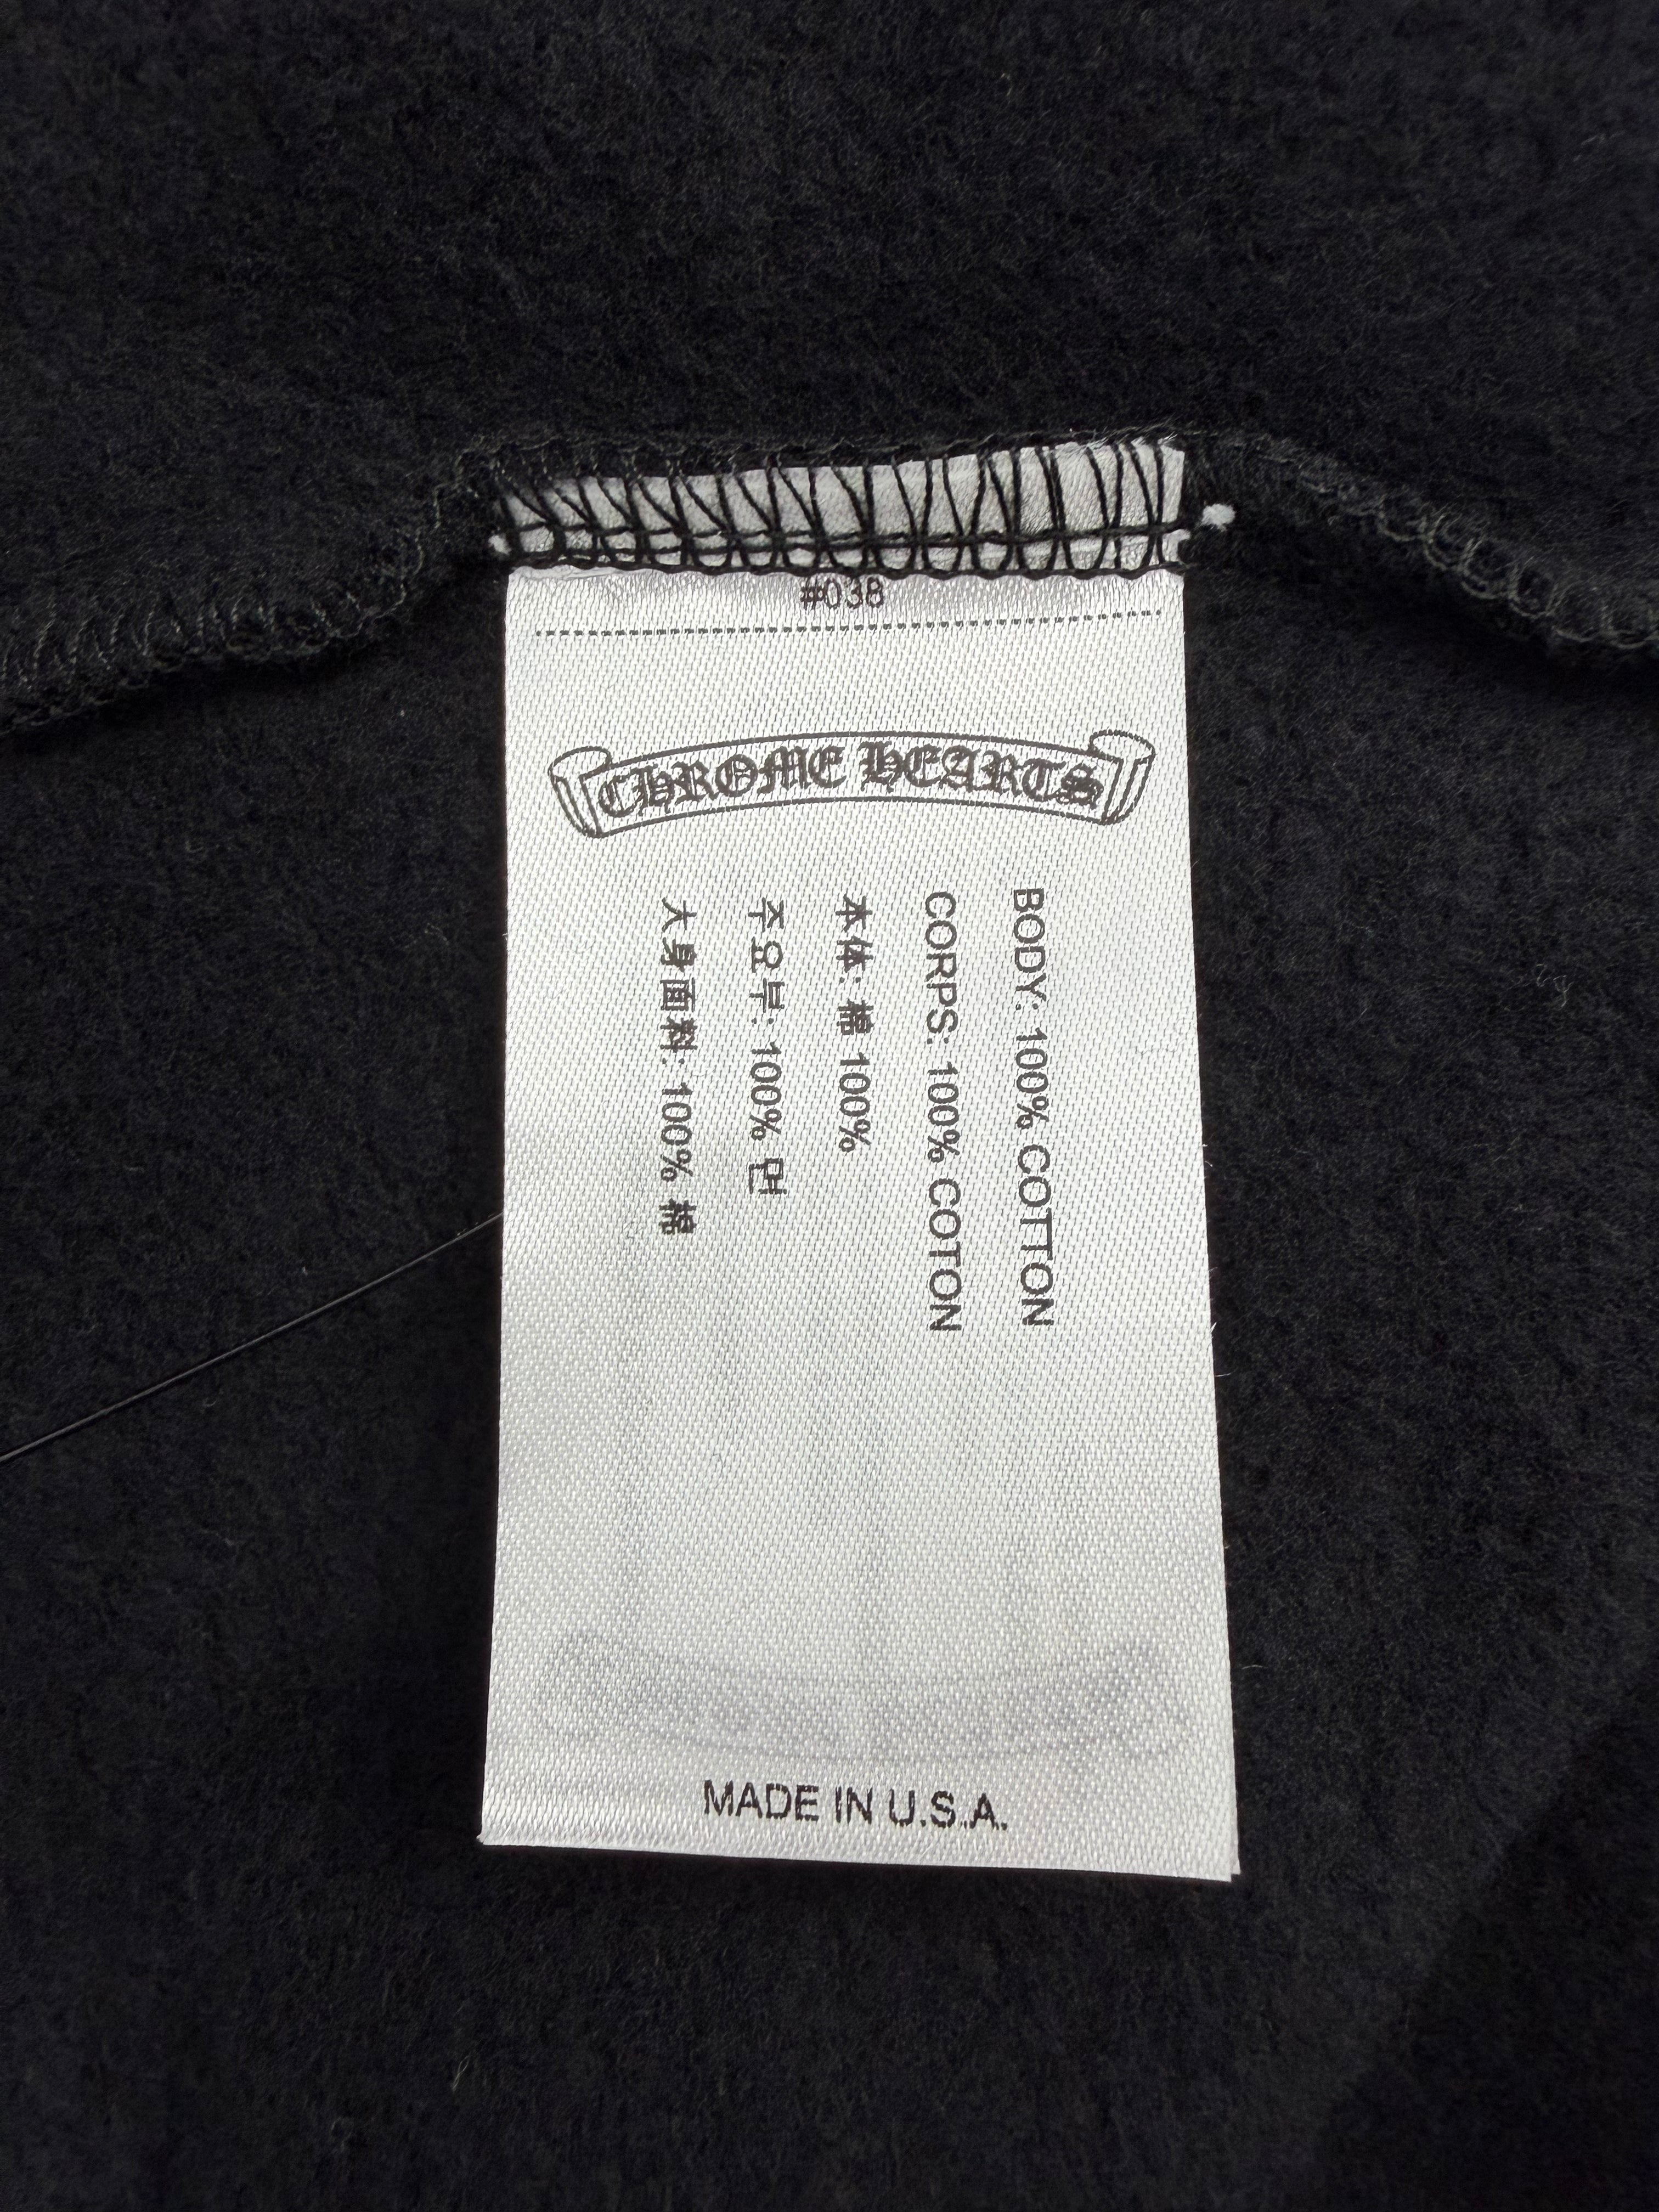 #038
CHROME HEARTS
BODY: 100% COTTON
CORPS: 100% COTON
本体: 棉 100%
주요부: 100% 면
大身面料: 100% 棉
MADE IN U.S.A.